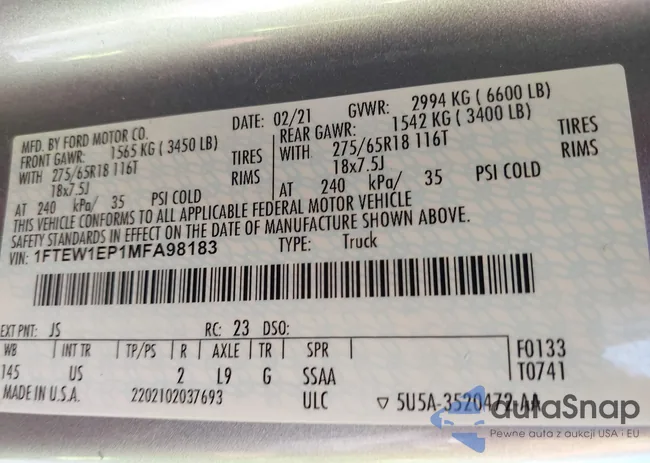 MFD. BY FORD MOTOR CO. DATE: 02/21 GVWR: 2994 KG ( 6600 LB)
FRONT GAWR: 1565 KG ( 3450 LB) REAR GAWR: 1542 KG ( 3400 LB)
WITH 275/65R18 116T TIRES WITH 275/65R18 116T TIRES
18x7.5J RIMS 18x7.5J RIMS
AT 240 kPa/ 35 PSI COLD AT 240 kPa/ 35 PSI COLD
THIS VEHICLE CONFORMS TO ALL APPLICABLE FEDERAL MOTOR VEHICLE
SAFTY STANDARDS IN EFFECT ON THE DATE OF MANUFACTURE SHOWN ABOVE.
VIN: 1FTEW1EP1MFA98183 TYPE: Truck
EXT PNT: JS RC: 23 DSO:
WB INT TR TP/PS R AXLE TR SPR F0133
145 US 2 L9 G SSAA T0741
MADE IN U.S.A. 2202102037693 ULC ▽ 5U5A-3520472-AA
autoSnap
Pewne auta z aukcji USA · EU